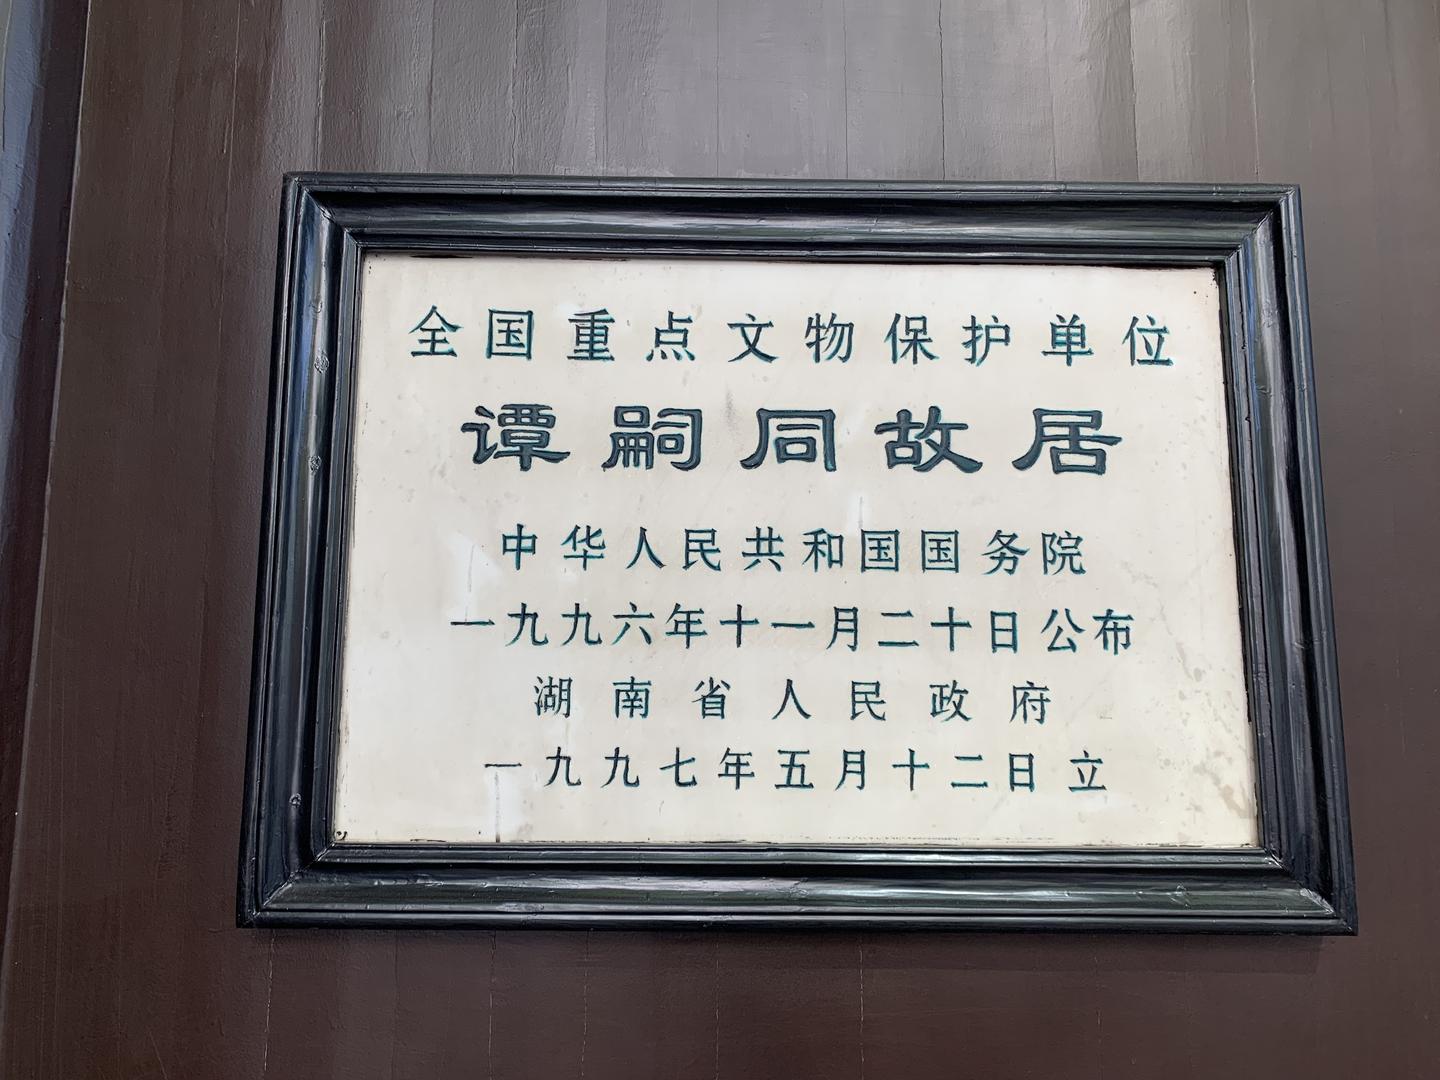 全国重点文物保护单位
谭嗣同故居
中华人民共和国国务院
一九九六年十一月二十日公布
湖南省人民政府
一九九七年五月十二日立